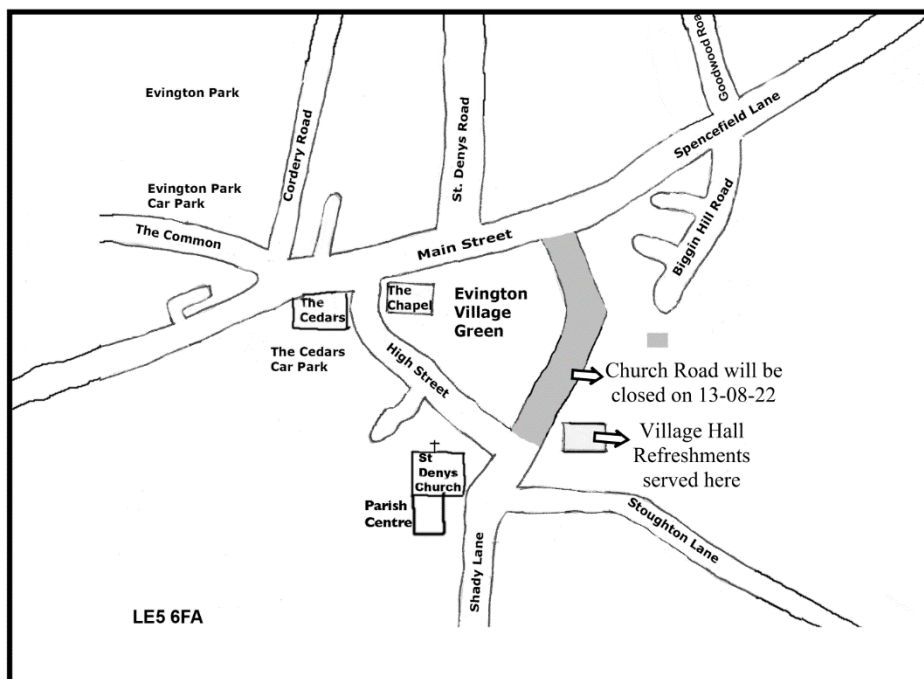 Goodwood Road
Evington Park
Cordery Road
St. Denys Road
Spencefield Lane
Evington Park
Car Park
The Common
Main Street
Biggin Hill Road
The
Chapel
Evington
Village
Green
The
Cedars
The Cedars
Car Park
High Street
Church Road will be
closed on 13-08-22
Village Hall
Refreshments
served here
St
Denys
Church
Parish
Centre
Stoughton Lane
Shady Lane
LE5 6FA